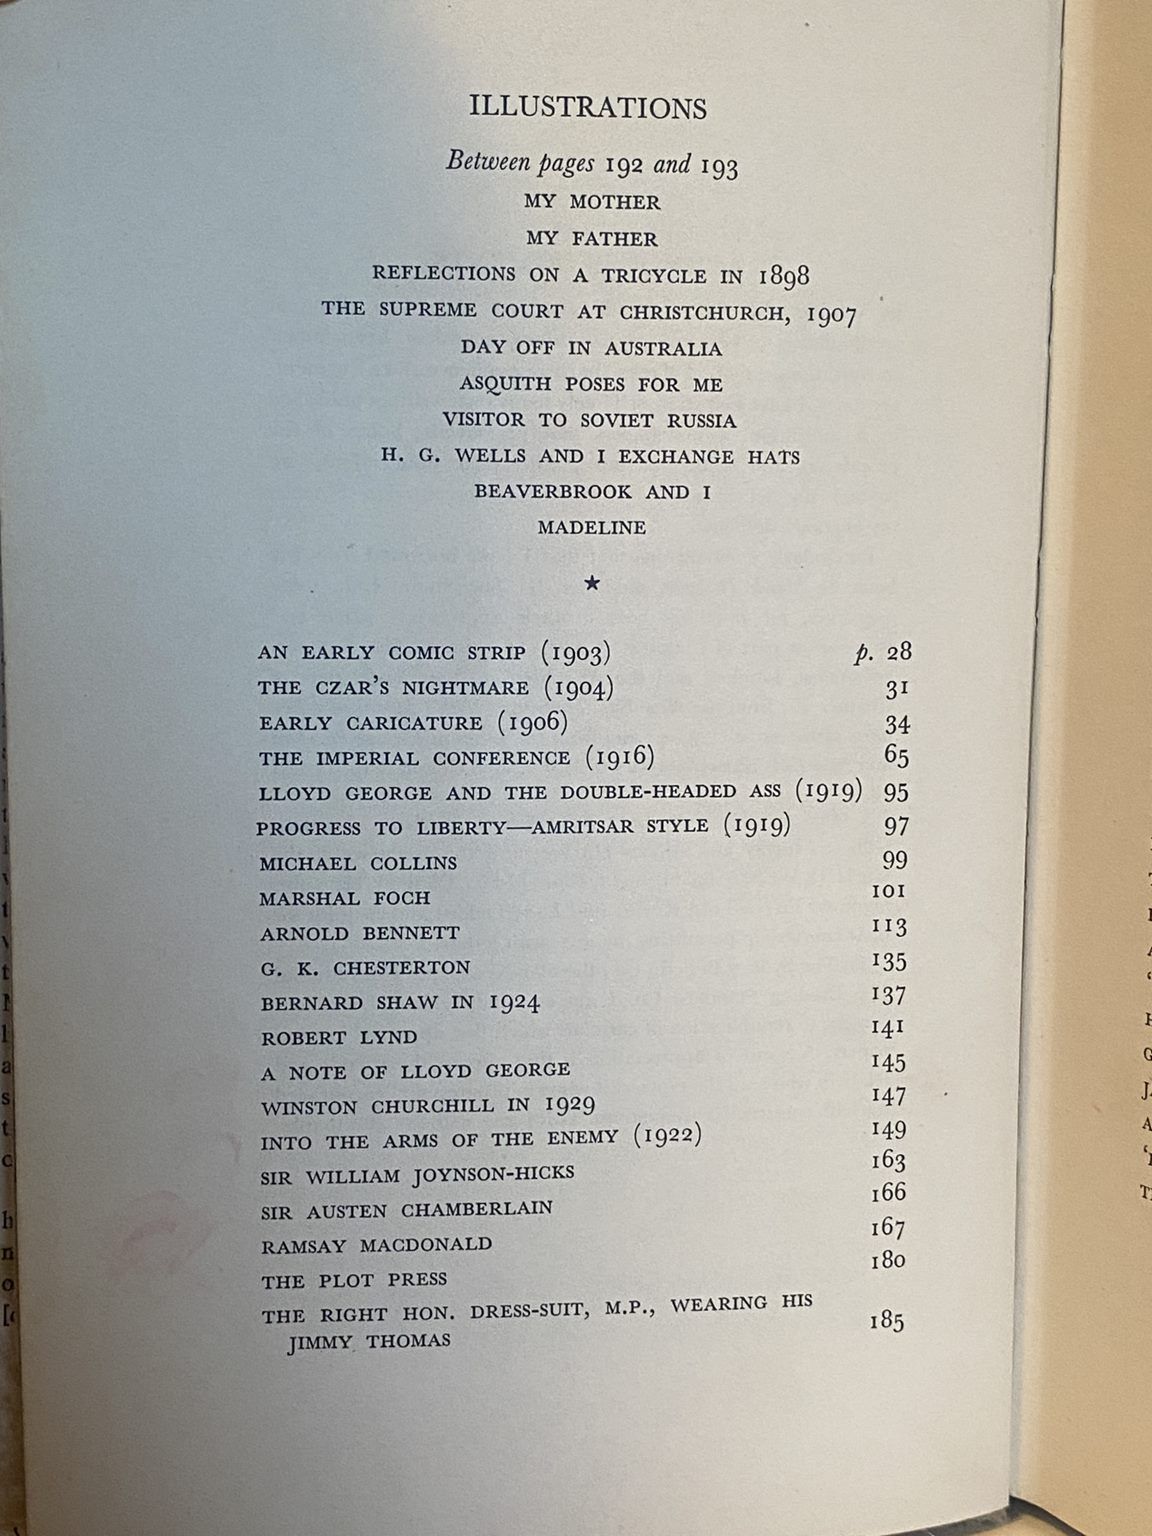 ILLUSTRATIONS
Between pages 192 and 193
MY MOTHER
MY FATHER
REFLECTIONS ON A TRICYCLE IN 1898
THE SUPREME COURT AT CHRISTCHURCH, 1907
DAY OFF IN AUSTRALIA
ASQUITH POSES FOR ME
VISITOR TO SOVIET RUSSIA
H. G. WELLS AND I EXCHANGE HATS
BEAVERBROOK AND I
MADELINE
★
AN EARLY COMIC STRIP (1903) p. 28
THE CZAR'S NIGHTMARE (1904) 31
EARLY CARICATURE (1906) 34
THE IMPERIAL CONFERENCE (1916) 65
LLOYD GEORGE AND THE DOUBLE-HEADED ASS (1919) 95
PROGRESS TO LIBERTY—AMRITSAR STYLE (1919) 97
MICHAEL COLLINS 99
MARSHAL FOCH 101
ARNOLD BENNETT 113
G. K. CHESTERTON 135
BERNARD SHAW IN 1924 137
ROBERT LYND 141
A NOTE OF LLOYD GEORGE 145
WINSTON CHURCHILL IN 1929 147
INTO THE ARMS OF THE ENEMY (1922) 149
SIR WILLIAM JOYNSON-HICKS 163
SIR AUSTEN CHAMBERLAIN 166
RAMSAY MACDONALD 167
THE PLOT PRESS 180
THE RIGHT HON. DRESS-SUIT, M.P., WEARING HIS
JIMMY THOMAS 185